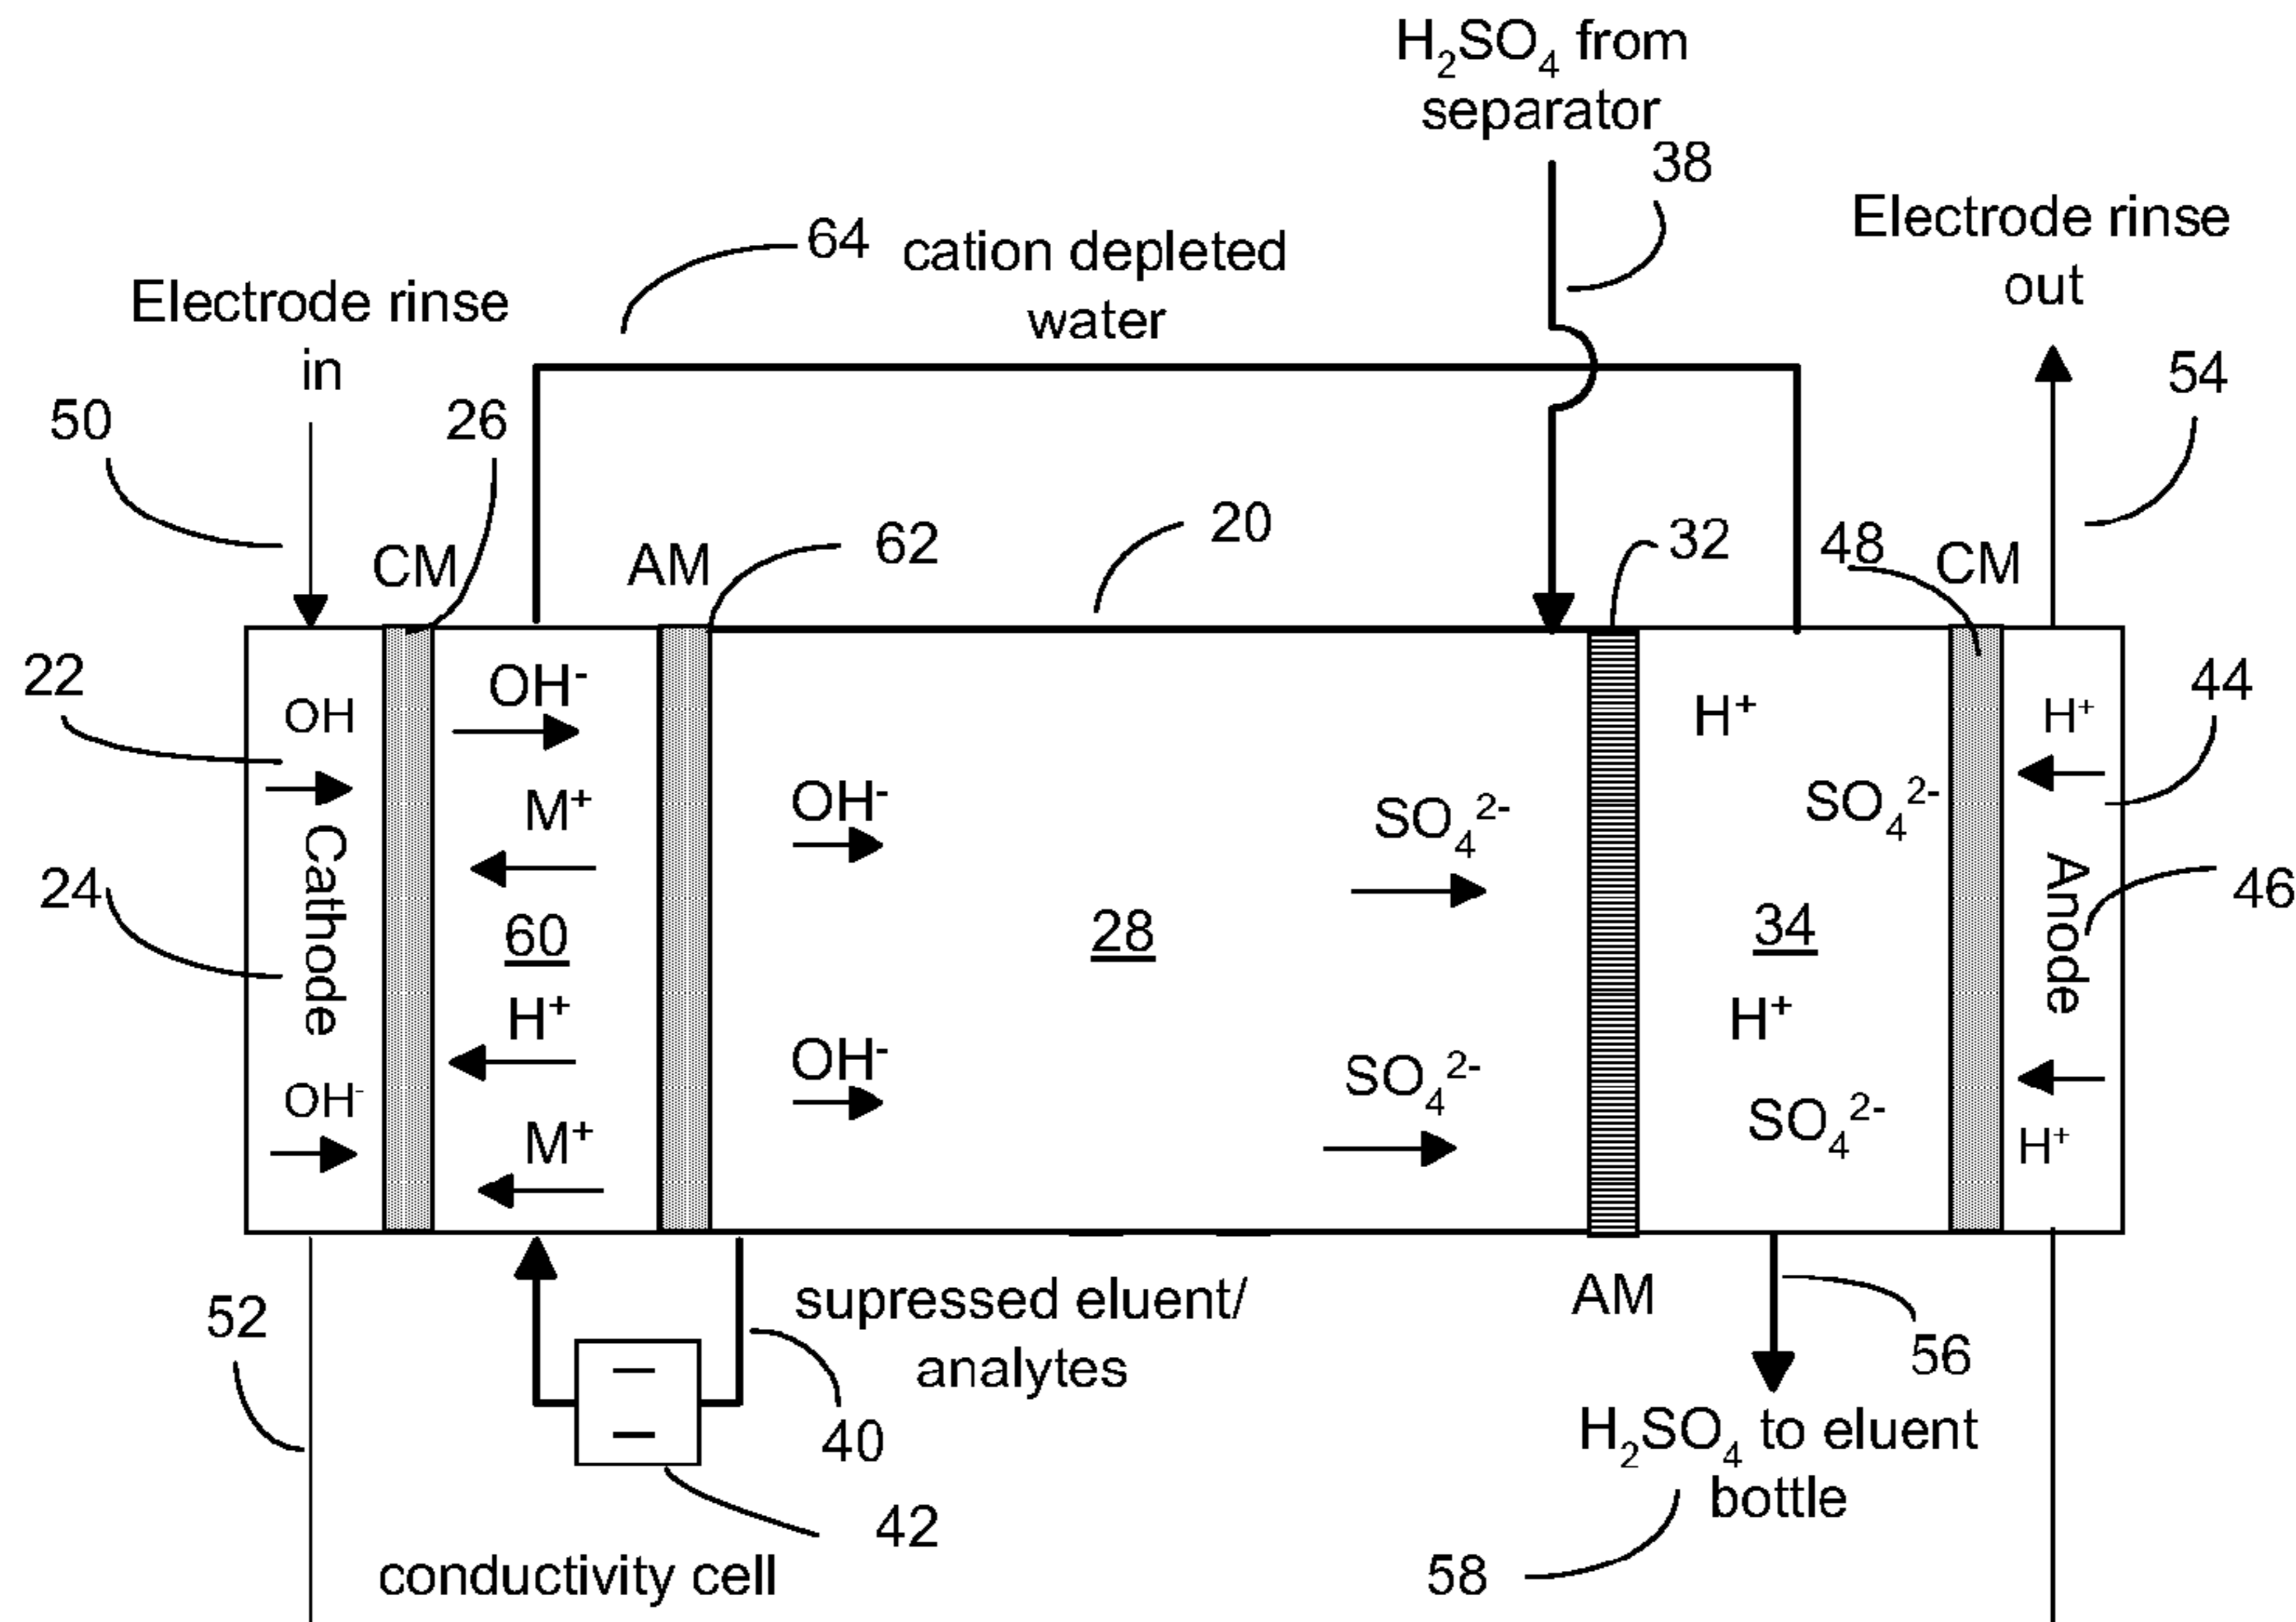 H₂SO₄ from
separator
38
64
cation depleted
water
Electrode rinse
out
Electrode rinse
in
54
50
26
CM
AM
62
20
32
48
CM
22
OH
OH⁻
H⁺
H⁺
44
M⁺
OH⁻
SO₄²⁻
SO₄²⁻
24
Cathode
60
28
34
Anode
46
H⁺
H⁺
OH⁻
OH⁻
SO₄²⁻
SO₄²⁻
M⁺
H⁺
52
supressed eluent/
analytes
AM
56
40
H₂SO₄ to eluent
bottle
42
conductivity cell
58